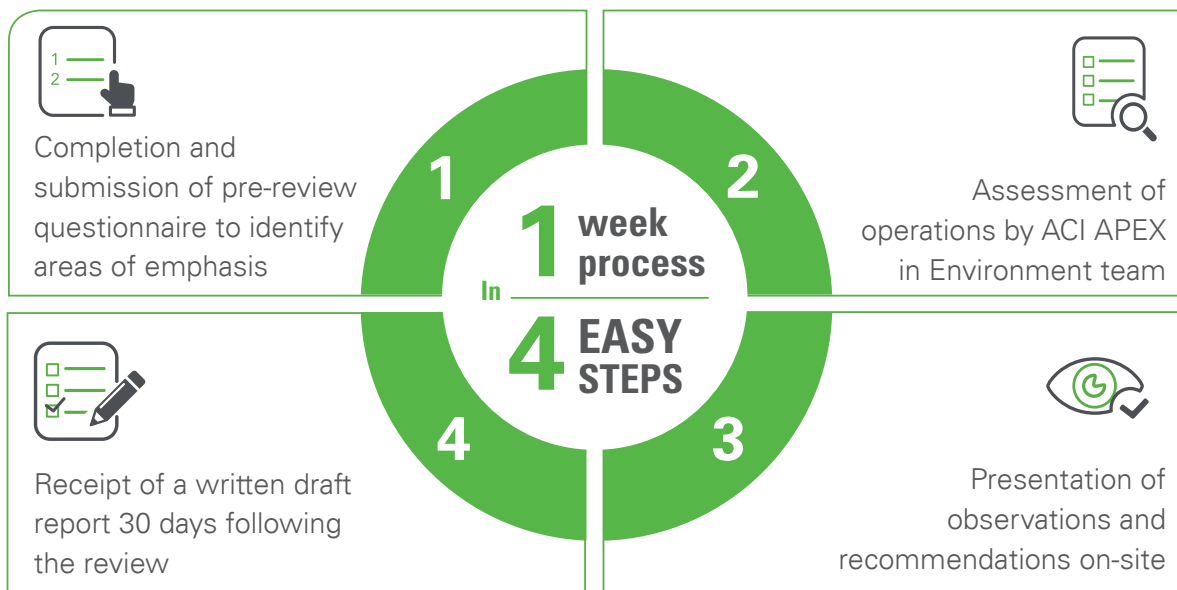 1
2
Completion and
submission of pre-review
questionnaire to identify
areas of emphasis
1
2
Assessment of
operations by ACI APEX
in Environment team
1 week
process
In
4 EASY
STEPS
4
Receipt of a written draft
report 30 days following
the review
3
Presentation of
observations and
recommendations on-site